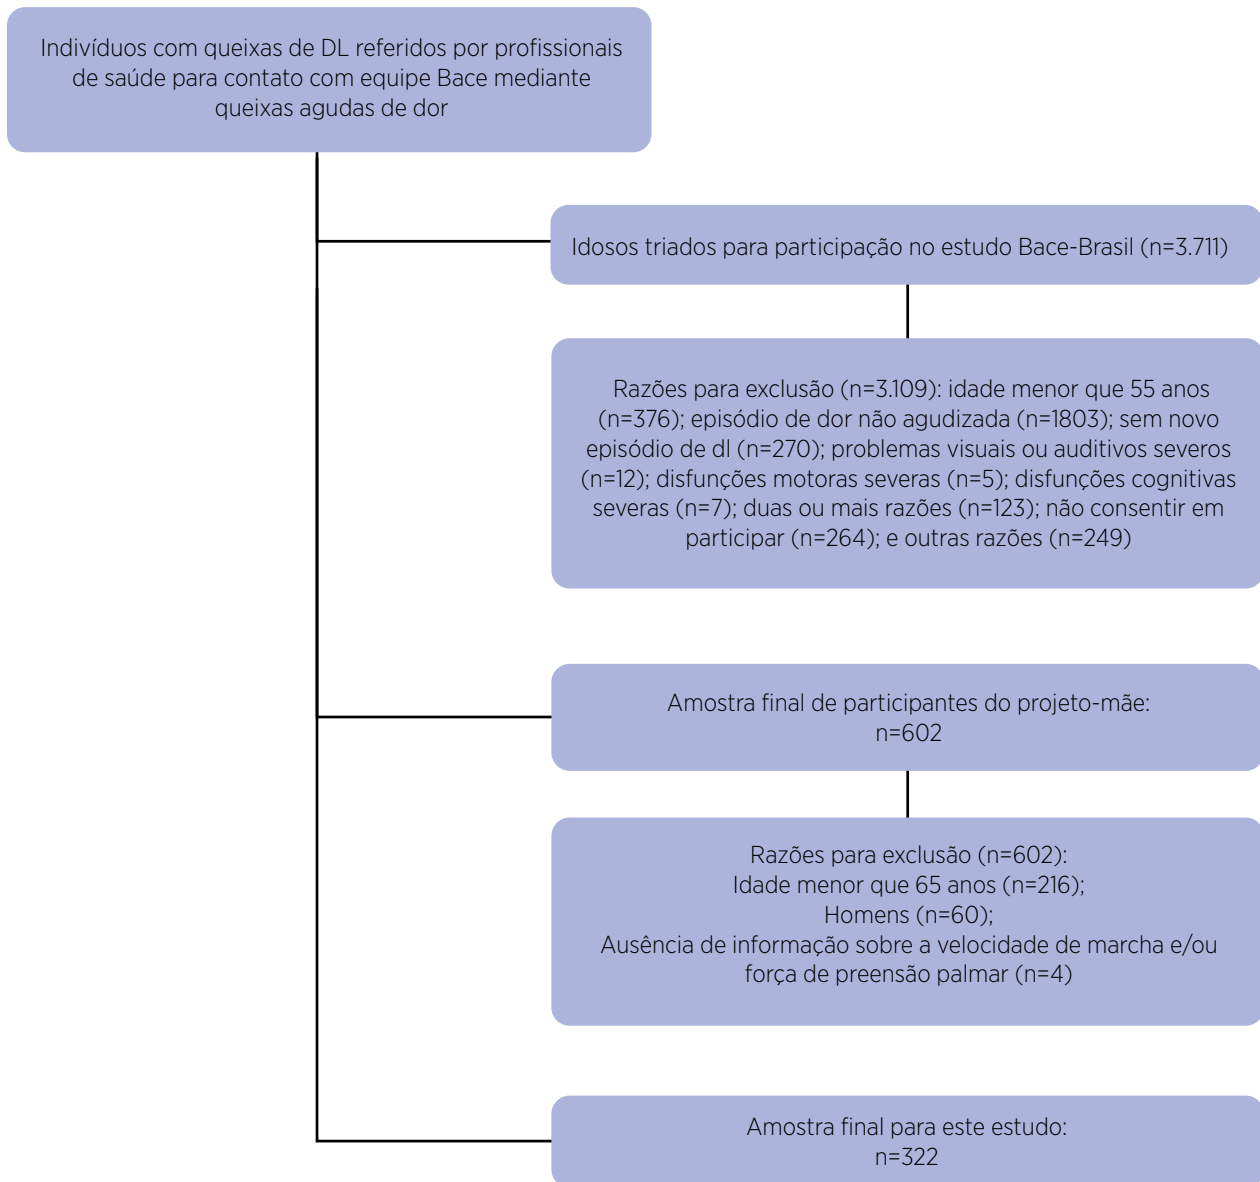 Indivíduos com queixas de DL referidos por profissionais
de saúde para contato com equipe Bace mediante
queixas agudas de dor
Idosos triados para participação no estudo Bace-Brasil (n=3.711)
Razões para exclusão (n=3.109): idade menor que 55 anos
(n=376); episódio de dor não agudizada (n=1803); sem novo
episódio de dl (n=270); problemas visuais ou auditivos severos
(n=12); disfunções motoras severas (n=5); disfunções cognitivas
severas (n=7); duas ou mais razões (n=123); não consentir em
participar (n=264); e outras razões (n=249)
Amostra final de participantes do projeto-mãe:
n=602
Razões para exclusão (n=602):
Idade menor que 65 anos (n=216);
Homens (n=60);
Ausência de informação sobre a velocidade de marcha e/ou
força de preensão palmar (n=4)
Amostra final para este estudo:
n=322